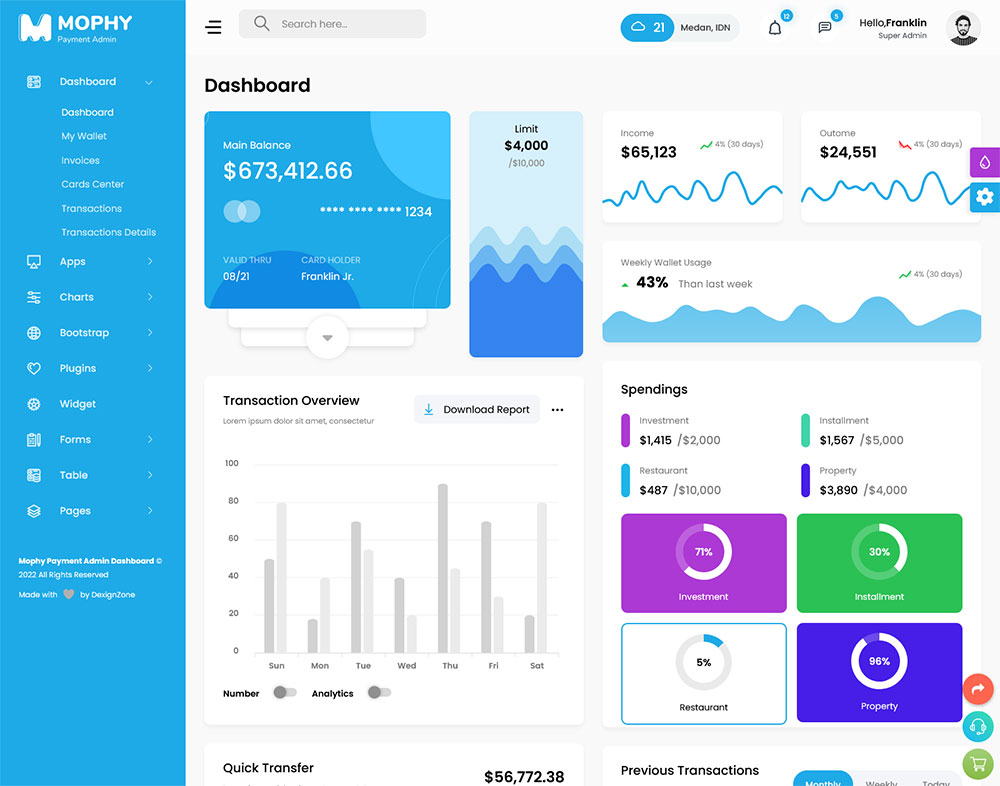 MOPHY
Payment Admin
Search here..
21
Medan, IDN
12
5
Hello,Franklin
Super Admin
Dashboard
Dashboard
My Wallet
Invoices
Cards Center
Transactions
Transactions Details
Apps
Charts
Bootstrap
Plugins
Widget
Forms
Table
Pages
Mophy Payment Admin Dashboard ©
2022 All Rights Reserved
Made with
by DexignZone
Dashboard
Main Balance
$673,412.66
**** **** **** 1234
VALID THRU
08/21
CARD HOLDER
Franklin Jr.
Limit
$4,000
/$10,000
Income
$65,123
4% (30 days)
Outome
$24,551
4% (30 days)
Weekly Wallet Usage
43% Than last week
4% (30 days)
Transaction Overview
Lorem ipsum dolor sit amet, consectetur
Download Report
100
80
60
40
20
0
Sun Mon Tue Wed Thu Fri Sat
Number
Analytics
Spendings
Investment
$1,415 /$2,000
Installment
$1,567 /$5,000
Restaurant
$487 /$10,000
Property
$3,890 /$4,000
71%
Investment
30%
Installment
5%
Restaurant
96%
Property
Quick Transfer
$56,772.38
Previous Transactions
Monthly
Weekly
Today